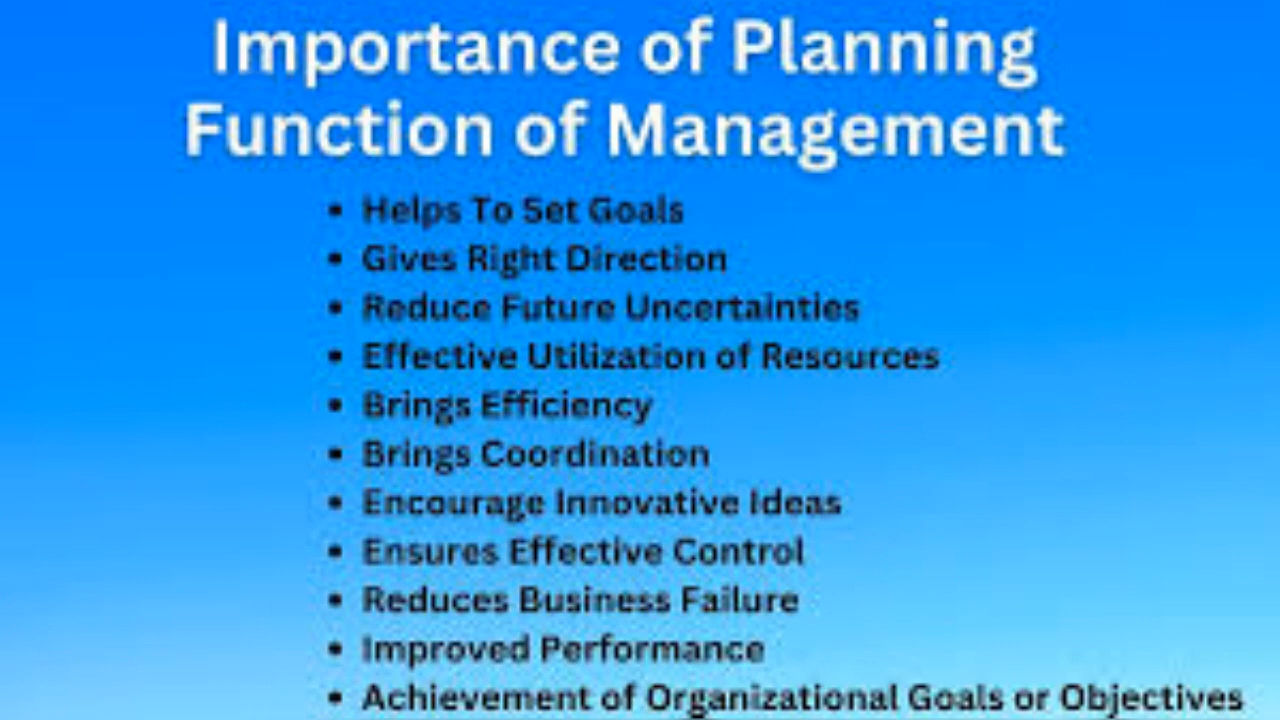 Importance of Planning
Function of Management
• Helps To Set Goals
• Gives Right Direction
• Reduce Future Uncertainties
• Effective Utilization of Resources
• Brings Efficiency
• Brings Coordination
• Encourage Innovative Ideas
• Ensures Effective Control
• Reduces Business Failure
• Improved Performance
• Achievement of Organizational Goals or Objectives